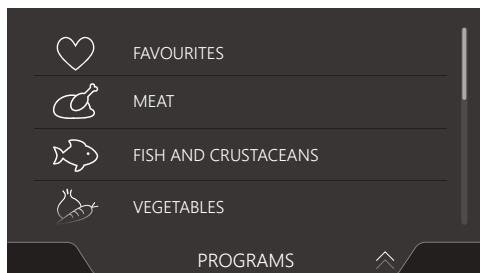 FAVOURITES
MEAT
FISH AND CRUSTACEANS
VEGETABLES
PROGRAMS